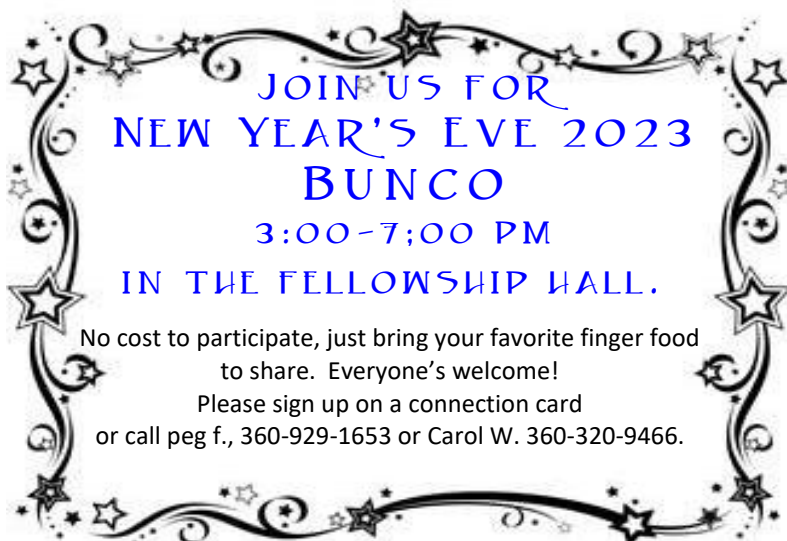 JOIN US FOR
NEW YEAR'S EVE 2023
BUNCO
3:00-7;00 PM
IN THE FELLOWSHIP HALL.
No cost to participate, just bring your favorite finger food
to share.  Everyone's welcome!
Please sign up on a connection card
or call peg f., 360-929-1653 or Carol W. 360-320-9466.